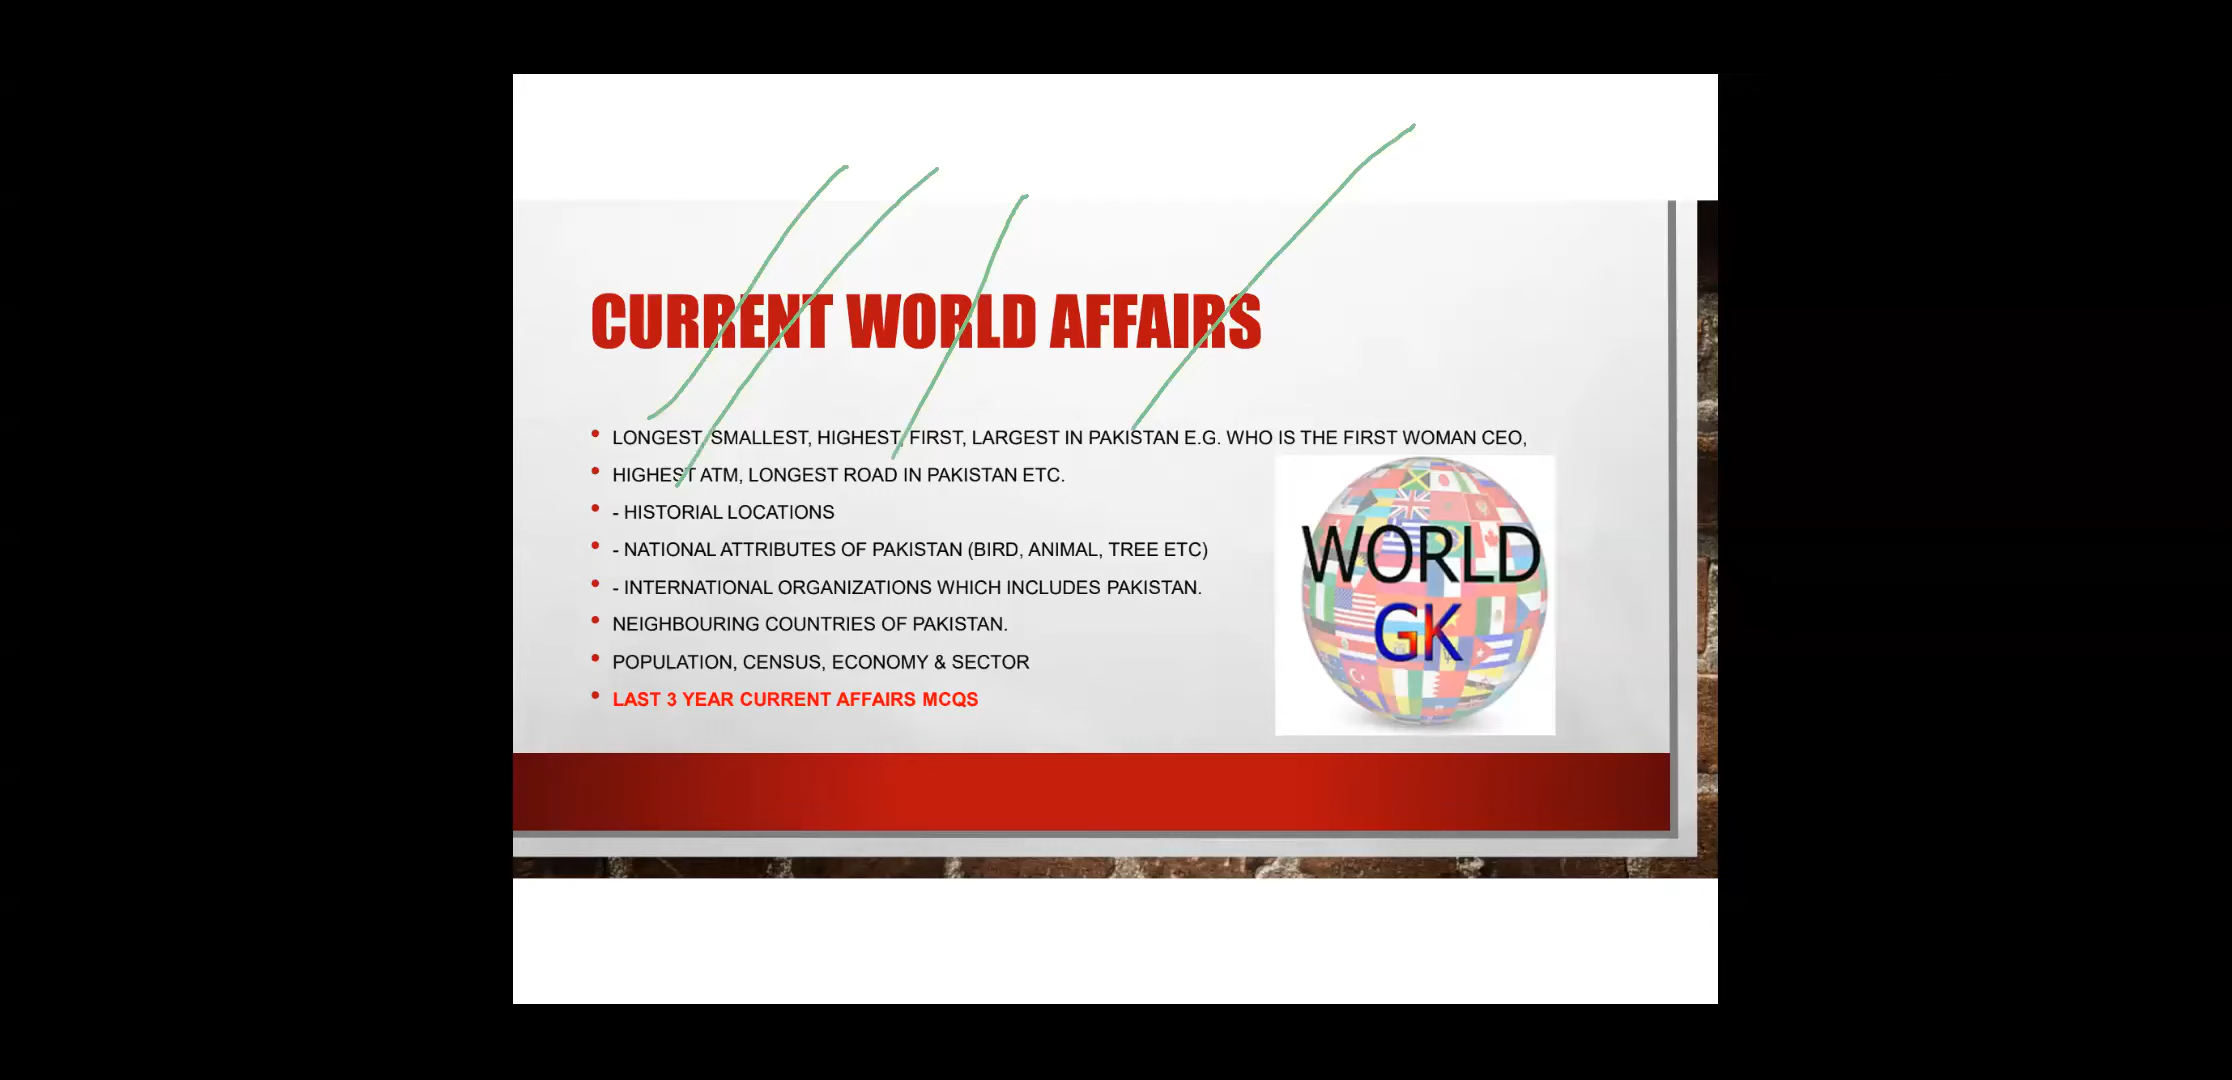 CURRENT WORLD AFFAIRS
• LONGEST, SMALLEST, HIGHEST, FIRST, LARGEST IN PAKISTAN E.G. WHO IS THE FIRST WOMAN CEO,
• HIGHEST ATM, LONGEST ROAD IN PAKISTAN ETC.
• - HISTORIAL LOCATIONS
• - NATIONAL ATTRIBUTES OF PAKISTAN (BIRD, ANIMAL, TREE ETC)
• - INTERNATIONAL ORGANIZATIONS WHICH INCLUDES PAKISTAN.
• NEIGHBOURING COUNTRIES OF PAKISTAN.
• POPULATION, CENSUS, ECONOMY & SECTOR
• LAST 3 YEAR CURRENT AFFAIRS MCQS
WORLD
GK